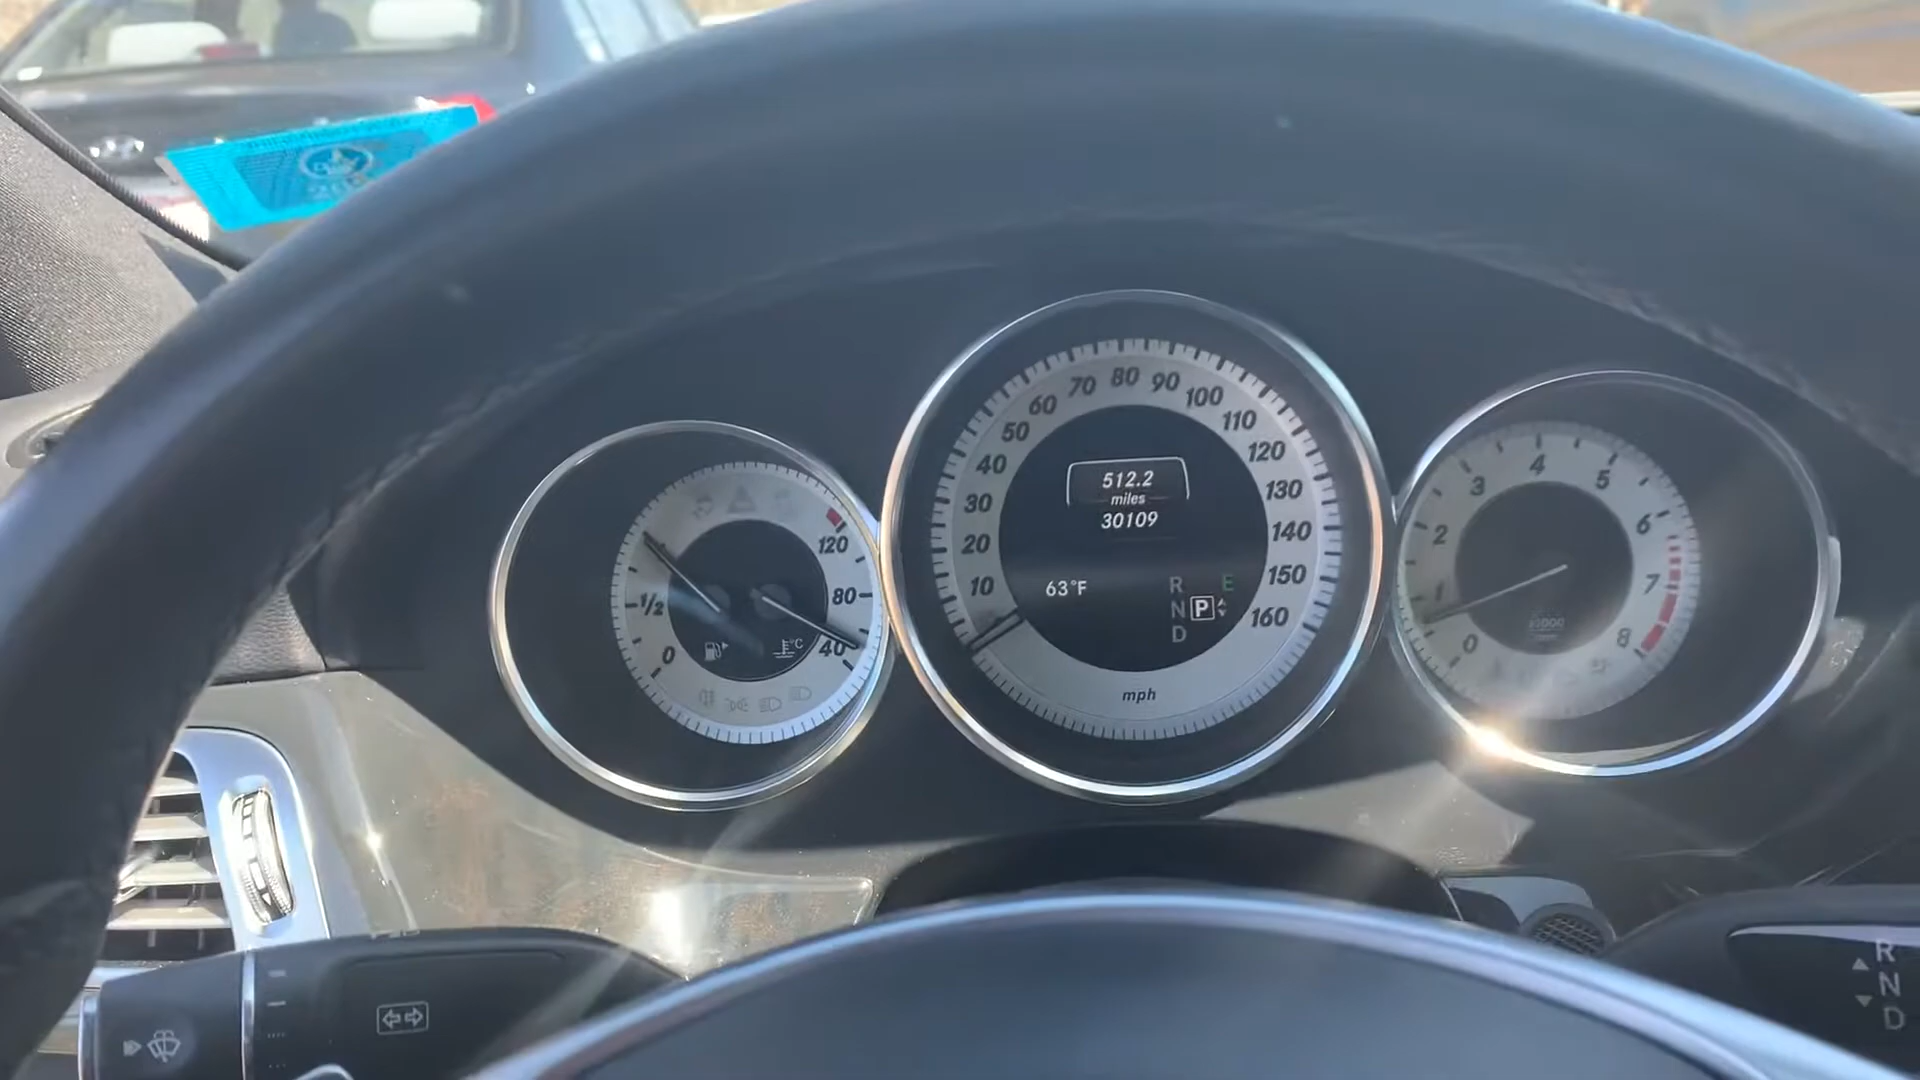 70 80 90
60 100
50 110
40 120
30 130
20 140
10 150
160
512.2
miles
30109
63°F
R E
N P
D
mph
120
1/2 80
0 40
°C
3 4 5
2 6
1 7
0 8
R
N
D